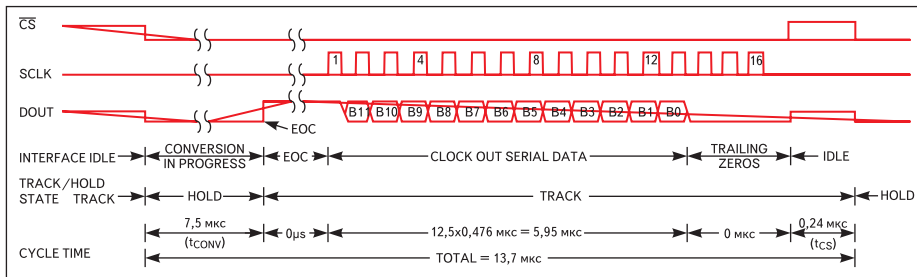 CS
SCLK 1 4 8 12 16
DOUT B11 B10 B9 B8 B7 B6 B5 B4 B3 B2 B1 B0
EOC
INTERFACE IDLE CONVERSION IN PROGRESS EOC CLOCK OUT SERIAL DATA TRAILING ZEROS IDLE
TRACK/HOLD
STATE TRACK HOLD TRACK HOLD
7,5 мкс 0μs 12,5x0,476 мкс = 5,95 мкс 0 мкс 0,24 мкс
CYCLE TIME (tCONV) (tCS)
TOTAL = 13,7 мкс